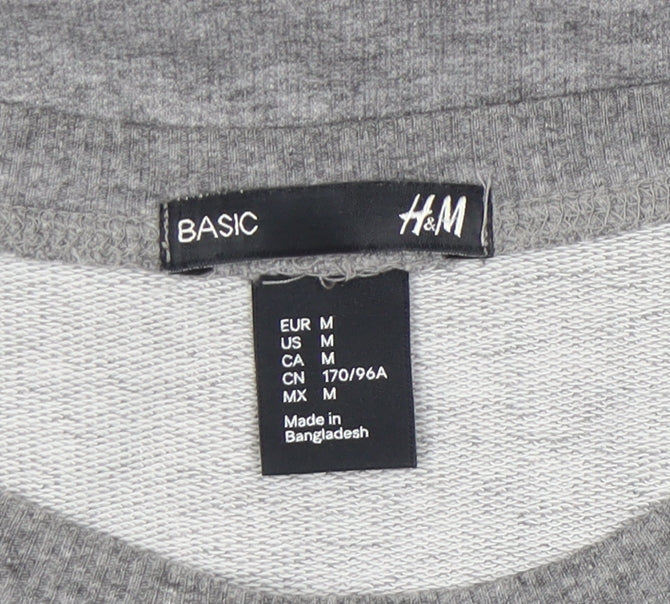 BASIC H&M
EUR M
US M
CA M
CN 170/96A
MX M
Made in
Bangladesh